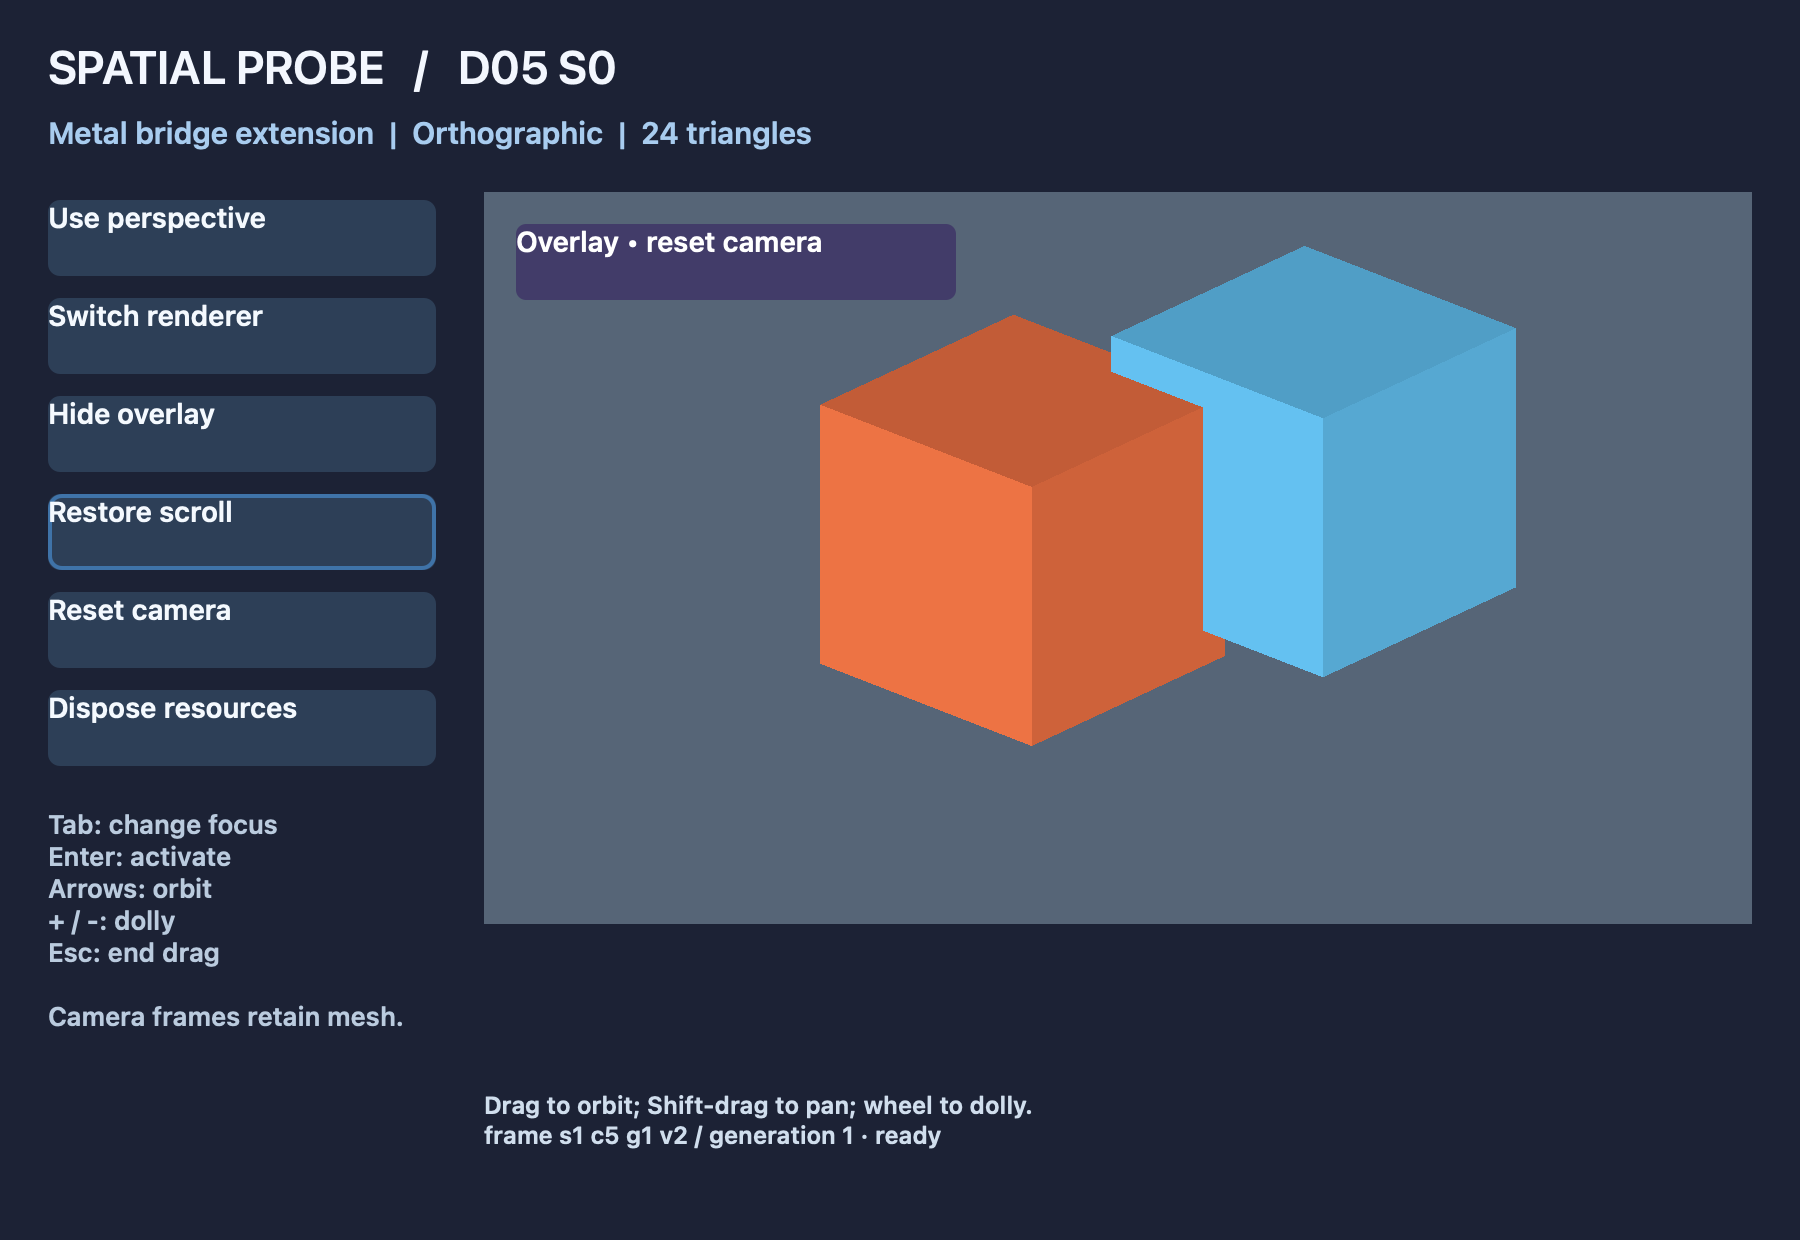 SPATIAL PROBE / D05 S0
Metal bridge extension | Orthographic | 24 triangles
Use perspective
Switch renderer
Hide overlay
Restore scroll
Reset camera
Dispose resources
Tab: change focus
Enter: activate
Arrows: orbit
+ / -: dolly
Esc: end drag
Camera frames retain mesh.
Overlay • reset camera
Drag to orbit; Shift-drag to pan; wheel to dolly.
frame s1 c5 g1 v2 / generation 1 · ready